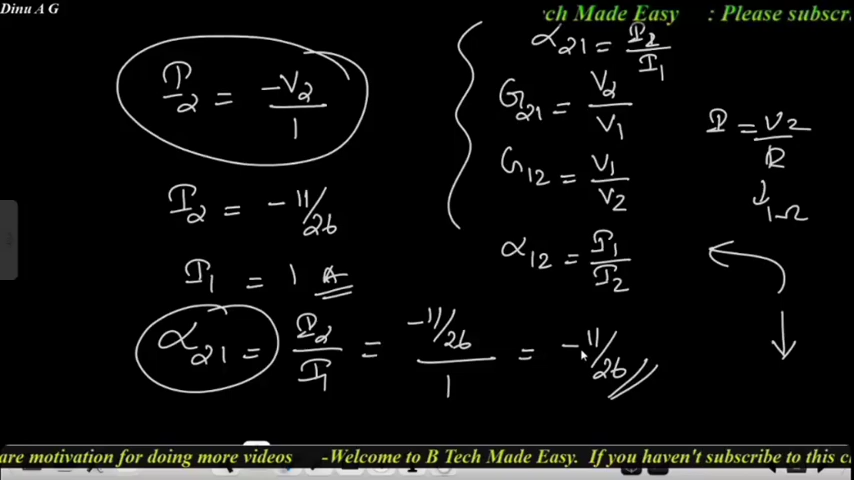 Dinu A G
ch Made Easy : Please subscr
I2 = -V2/1
I2 = -11/26
I1 = 1 A
α21 = I2/I1 = -11/26/1 = -11/26
α21 = I2/I1
G21 = V2/V1
G12 = V1/V2
α12 = I1/I2
I = V2/R
1Ω
are motivation for doing more videos -Welcome to B Tech Made Easy. If you haven't subscribe to this c